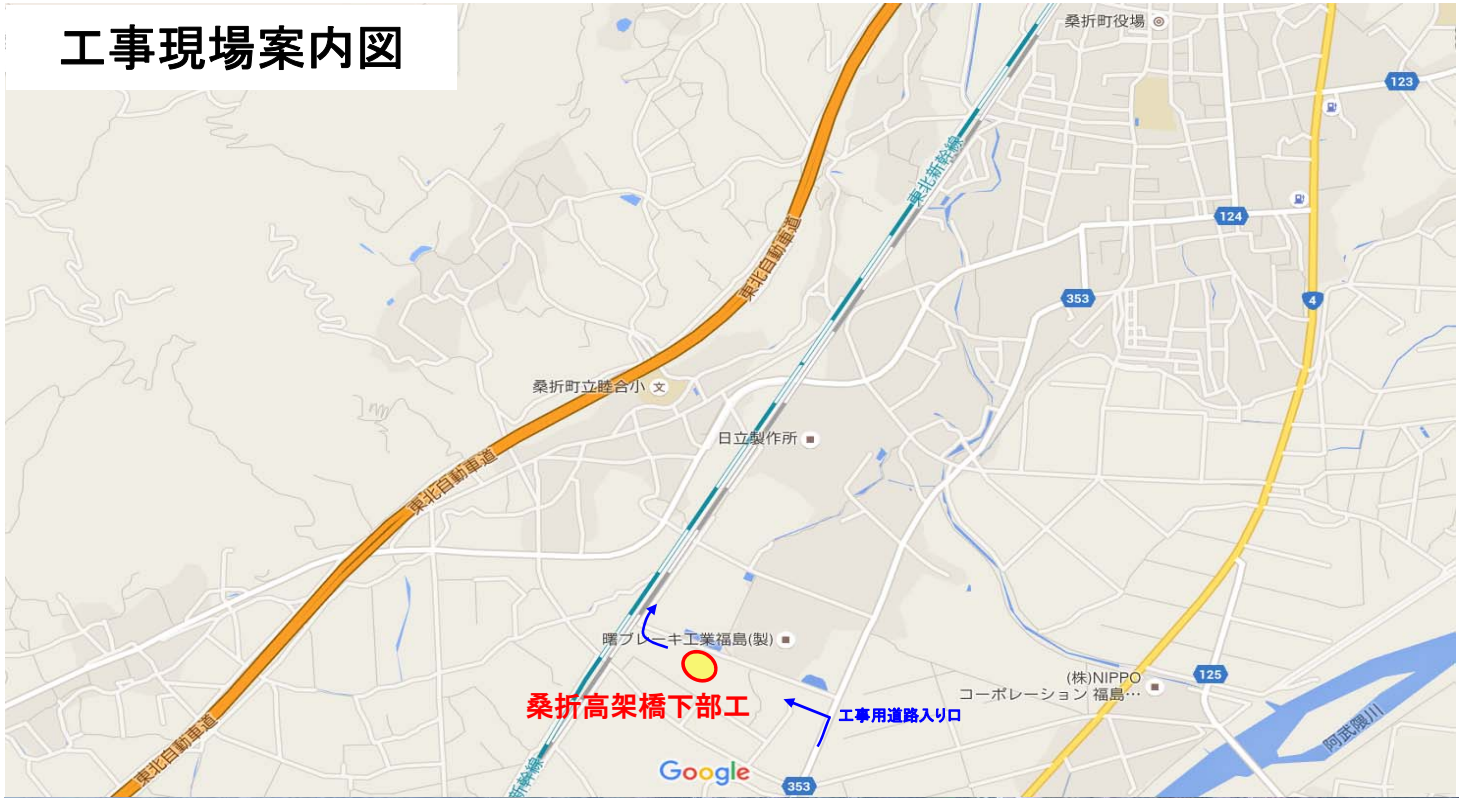 工事現場案内図
桑折町役場
123
東北新幹線
124
東北自動車道
353
4
桑折町立睦合小
文
日立製作所
東北自動車道
曙ブレーキ工業福島(製)
桑折高架橋下部工
工事用道路入り口
(株)NIPPO
コーポレーション 福島…
125
阿武隈川
東北自動車道
新幹線
Google
353